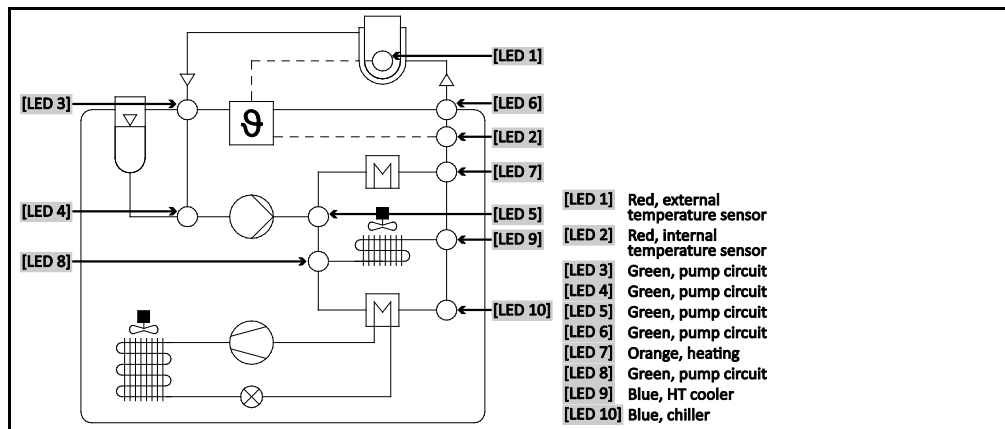 [LED 1]
[LED 3]
[LED 6]
ϑ
[LED 2]
[LED 7]
[LED 4]
[LED 5]
[LED 9]
[LED 8]
[LED 10]
[LED 1] Red, external
temperature sensor
[LED 2] Red, internal
temperature sensor
[LED 3] Green, pump circuit
[LED 4] Green, pump circuit
[LED 5] Green, pump circuit
[LED 6] Green, pump circuit
[LED 7] Orange, heating
[LED 8] Green, pump circuit
[LED 9] Blue, HT cooler
[LED 10] Blue, chiller